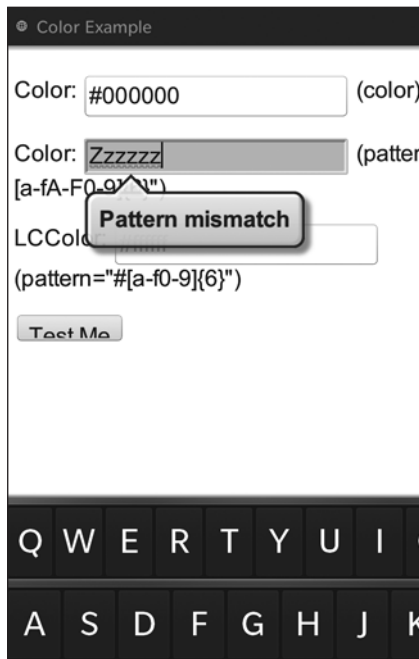 Color Example
Color: #000000 (color)
Color: Zzzzzz (patter
[a-fA-F0-9]
Pattern mismatch
LCColor:
(pattern="#[a-f0-9]{6}")
Test Me
Q W E R T Y U I
A S D F G H J K